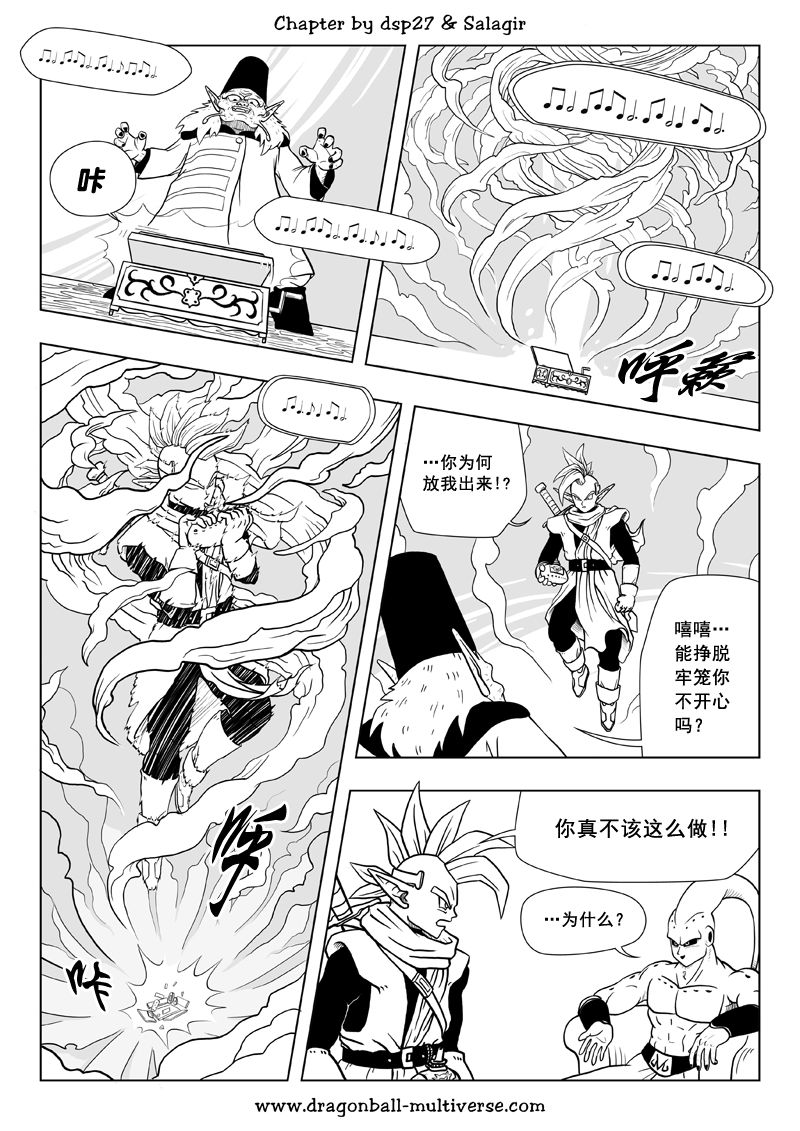 Chapter by dsp27 & Salagir
咔
呼
…你为何
放我出来!?
嘻嘻…
能挣脱
牢笼你
不开心
吗?
呼
咔
你真不该这么做!!
…为什么?
www.dragonball-multiverse.com